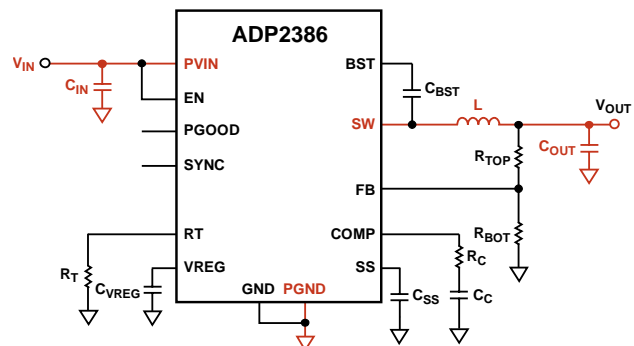 ADP2386
VIN
PVIN
BST
CIN
CBST
EN
L
VOUT
PGOOD
SW
COUT
RTOP
SYNC
FB
RBOT
RT
COMP
RT
RC
VREG
SS
CVREG
GND
PGND
CSS
CC